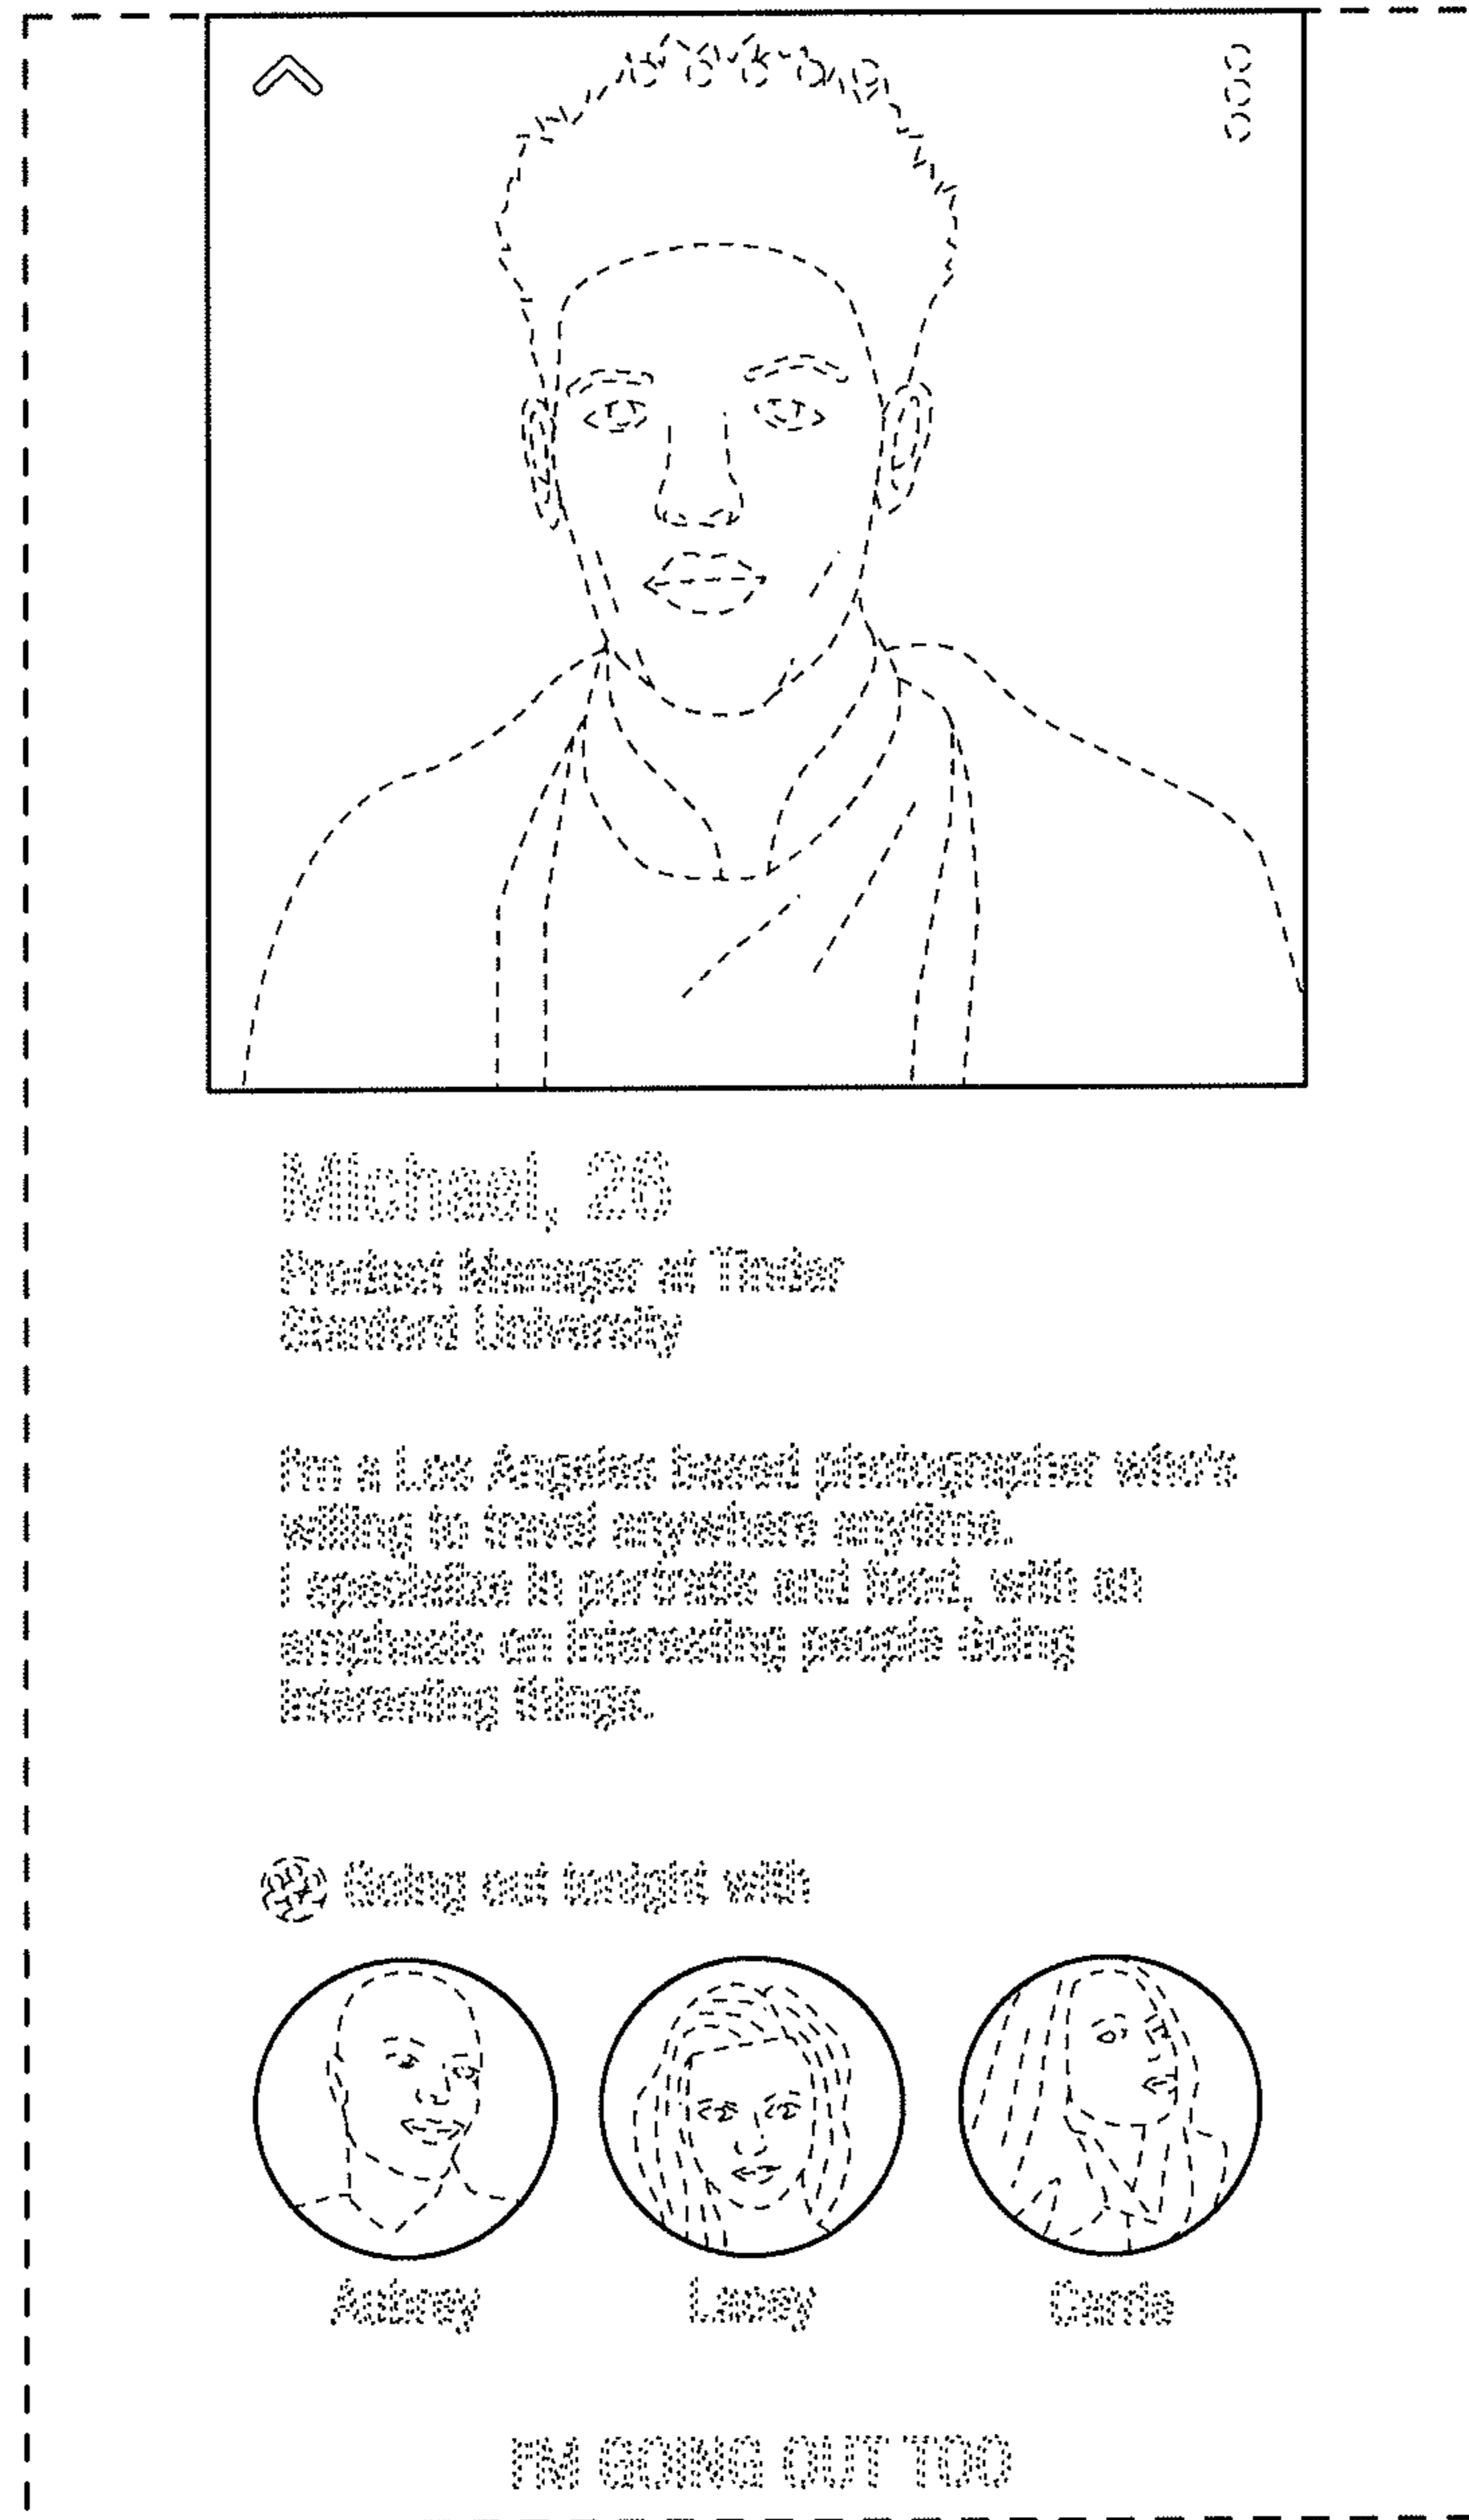 Michael, 26
Product Manager at Tinder
Stanford University
I'm a Los Angeles based photographer who's
willing to travel anywhere anytime.
I specialize in portraits and food, with an
emphasis on interesting people doing
interesting things.
Going out tonight with
Aubrey
Lacey
Carrie
I'M GOING OUT TOO